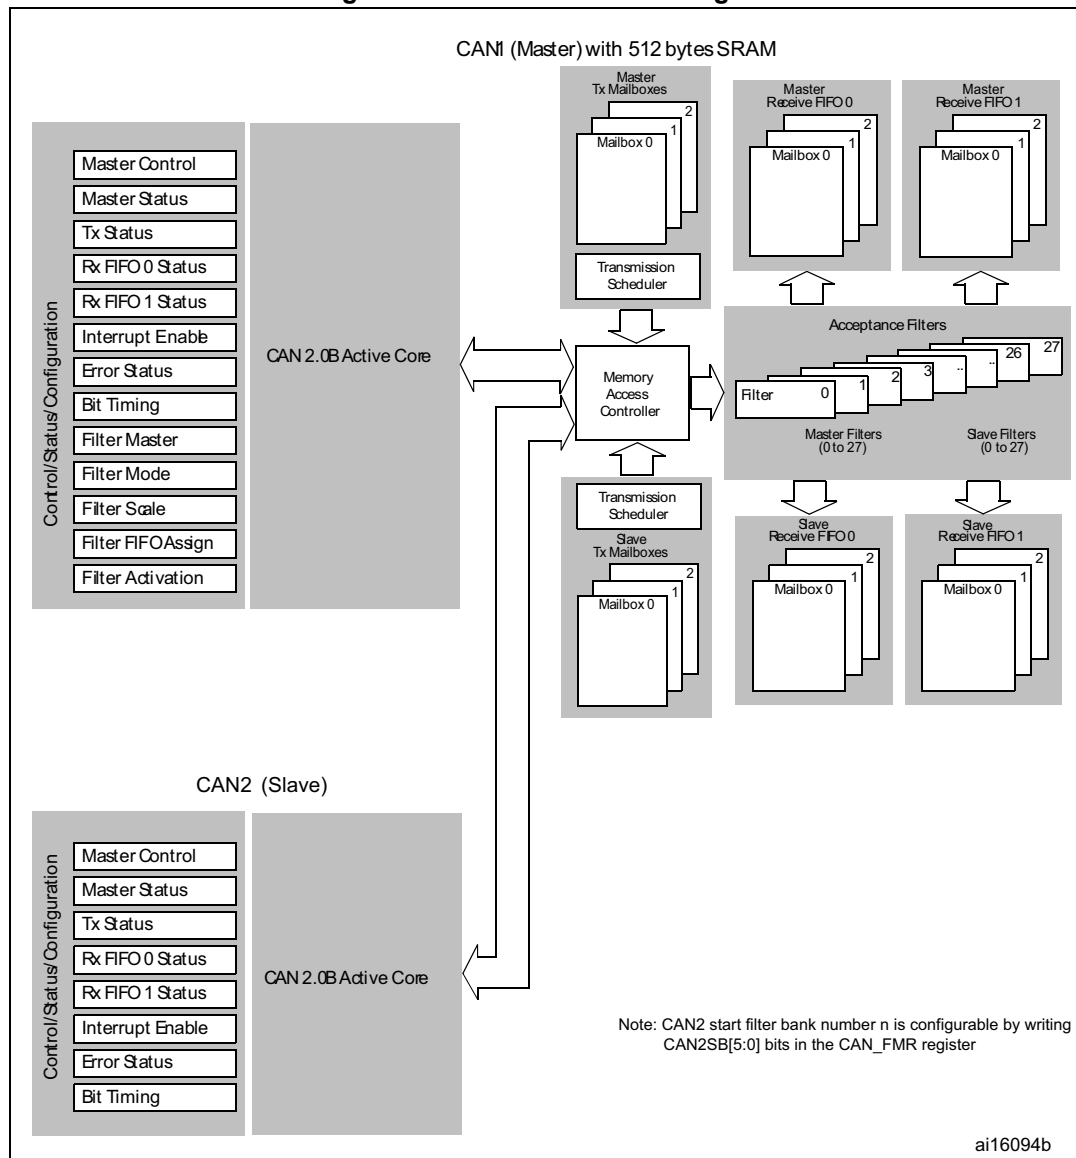 CAN1 (Master) with 512 bytes SRAM
Control/Status/Configuration
Master Control
Master Status
Tx Status
Rx FIFO 0 Status
Rx FIFO 1 Status
Interrupt Enable
Error Status
Bit Timing
Filter Master
Filter Mode
Filter Scale
Filter FIFO Assign
Filter Activation
CAN 2.0B Active Core
Master
Tx Mailboxes
2
1
Mailbox 0
Transmission
Scheduler
Master
Receive FIFO 0
2
1
Mailbox 0
Master
Receive FIFO 1
2
1
Mailbox 0
Memory
Access
Controller
Acceptance Filters
Filter 0 1 2 3 .. .. 26 27
Master Filters
(0 to 27)
Slave Filters
(0 to 27)
Transmission
Scheduler
Slave
Tx Mailboxes
2
1
Mailbox 0
Slave
Receive FIFO 0
2
1
Mailbox 0
Slave
Receive FIFO 1
2
1
Mailbox 0
CAN2 (Slave)
Control/Status/Configuration
Master Control
Master Status
Tx Status
Rx FIFO 0 Status
Rx FIFO 1 Status
Interrupt Enable
Error Status
Bit Timing
CAN 2.0B Active Core
Note: CAN2 start filter bank number n is configurable by writing
CAN2SB[5:0] bits in the CAN_FMR register
ai16094b